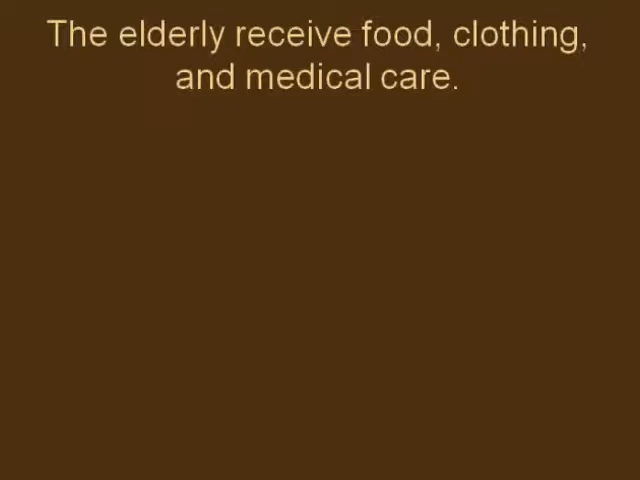 The elderly receive food, clothing,
and medical care.